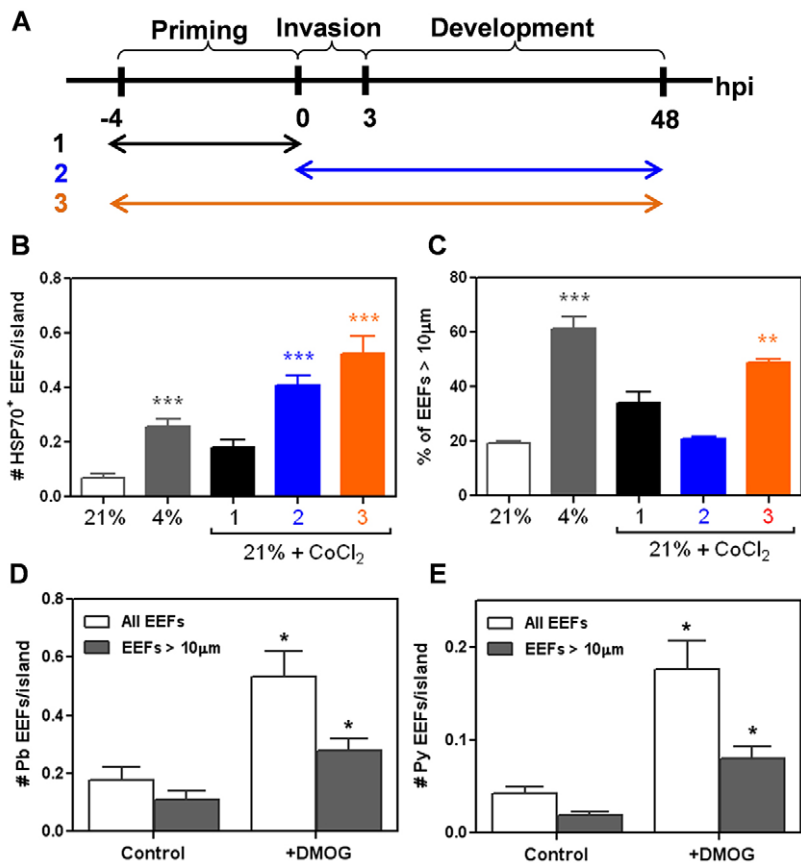 A
Priming Invasion Development
hpi
-4 0 3 48
1
2
3
B
# HSP70+ EEFs/island
0.8
0.6
0.4
0.2
0.0
***
***
***
21% 4% 1 2 3
21% + CoCl2
C
% of EEFs > 10µm
80
60
40
20
0
***
**
21% 4% 1 2 3
21% + CoCl2
D
# Pb EEFs/island
0.8
0.6
0.4
0.2
0.0
All EEFs
EEFs > 10µm
*
*
Control +DMOG
E
# Py EEFs/island
0.2
0.1
0.0
All EEFs
EEFs > 10µm
*
*
Control +DMOG